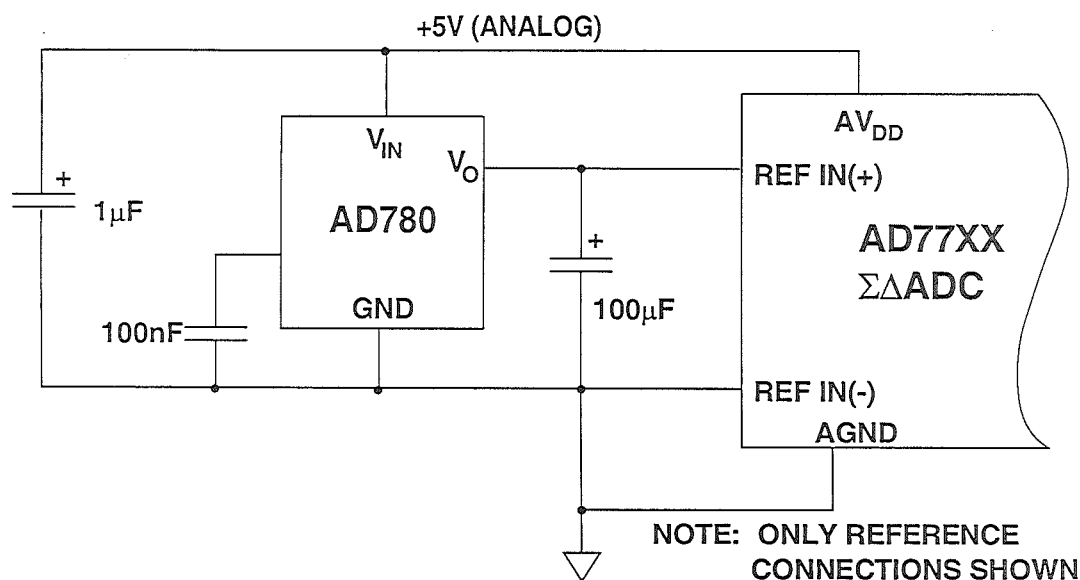 +5V (ANALOG)
AV_DD
V_IN
V_O
REF IN(+)
+
1μF
AD780
AD77XX
ΣΔADC
+
100μF
GND
100nF
REF IN(-)
AGND
NOTE: ONLY REFERENCE
CONNECTIONS SHOWN